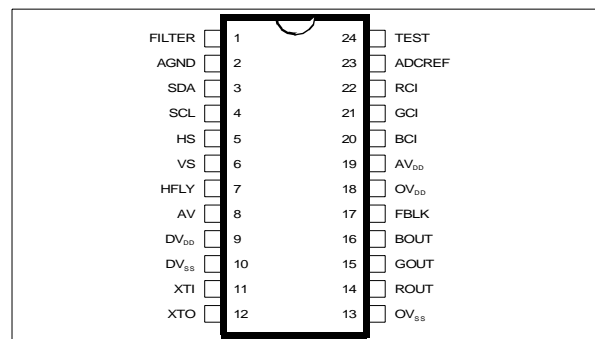 FILTER 1 24 TEST
AGND 2 23 ADCREF
SDA 3 22 RCI
SCL 4 21 GCI
HS 5 20 BCI
VS 6 19 AVDD
HFLY 7 18 OVDD
AV 8 17 FBLK
DVDD 9 16 BOUT
DVSS 10 15 GOUT
XTI 11 14 ROUT
XTO 12 13 OVSS